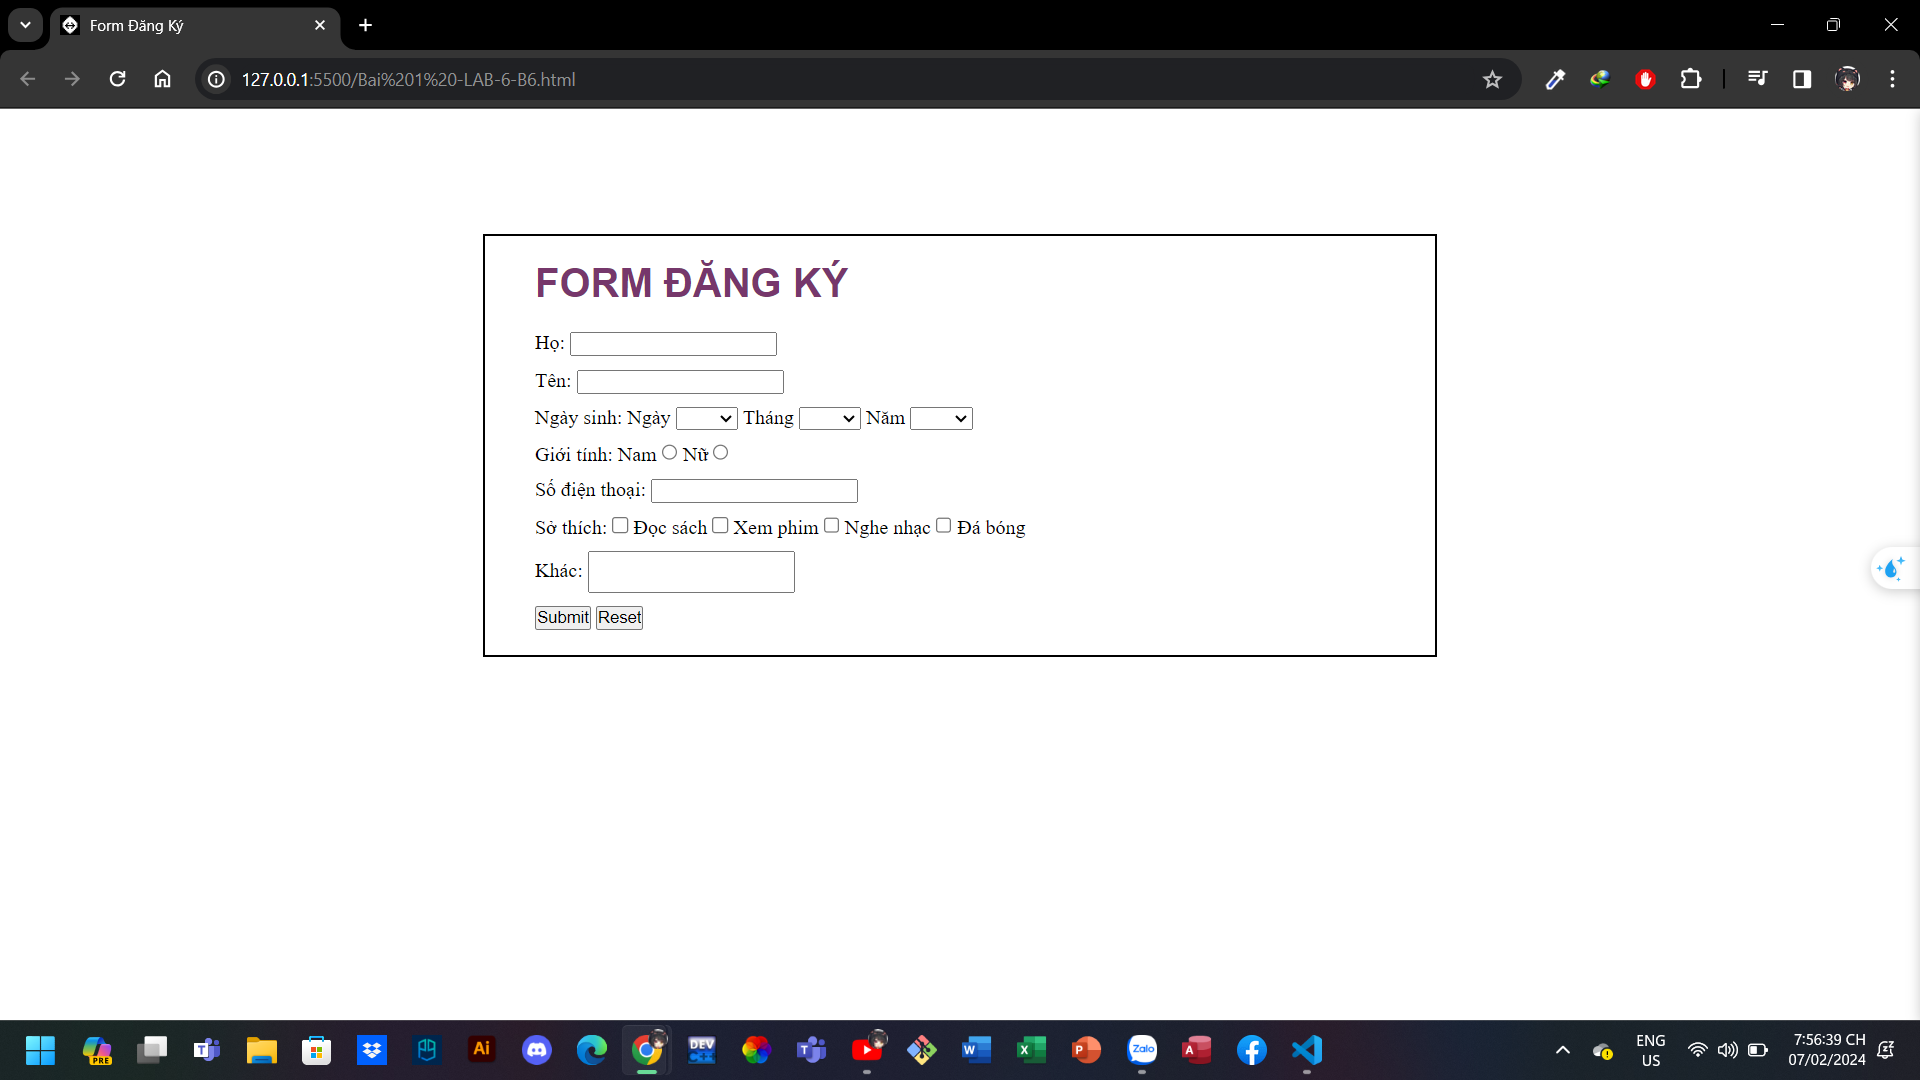 Form Đăng Ký
127.0.0.1:5500/Bai%201%20-LAB-6-B6.html
FORM ĐĂNG KÝ
Họ:
Tên:
Ngày sinh: Ngày Tháng Năm
Giới tính: Nam Nữ
Số điện thoại:
Sở thích: Đọc sách Xem phim Nghe nhạc Đá bóng
Khác:
Submit Reset
PRE
T
Ai
DEV
C++
W
X
P
Zalo
A
ENG
US
7:56:39 CH
07/02/2024